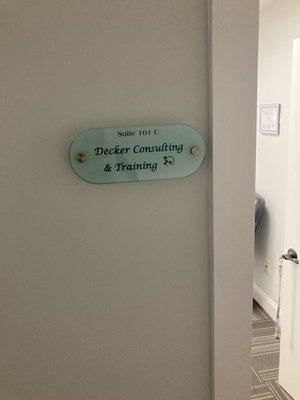 Suite 101 C
Decker Consulting
& Training